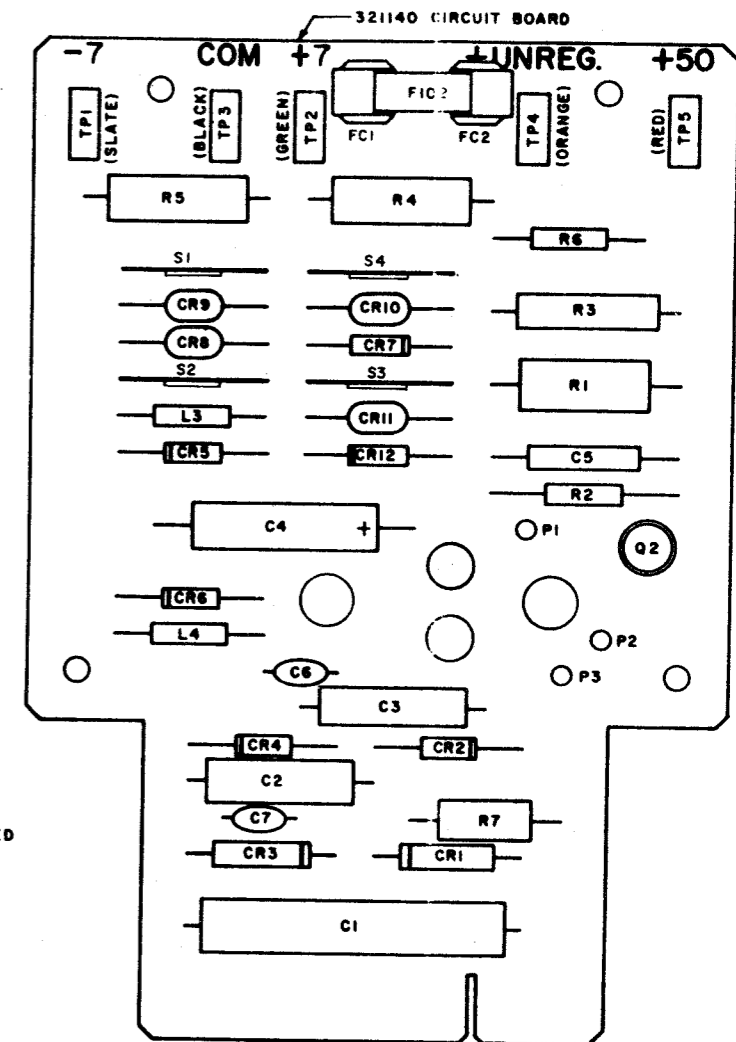 321140 CIRCUIT BOARD
-7 COM +7 +UNREG. +50
TP1 (SLATE)
(BLACK) TP3
(GREEN) TP2
F102
FC1 FC2
TP4 (ORANGE)
(RED) TP5
R5 R4
R6
S1 S4
CR9 CR10 R3
CR8 CR7
S2 S3 R1
L3 CR11
CR5 CR12 C5
R2
C4 + P1 Q2
CR6
L4 P2
C6 P3
C3
CR4 CR2
C2
C7 R7
ED
CR3 CR1
C1